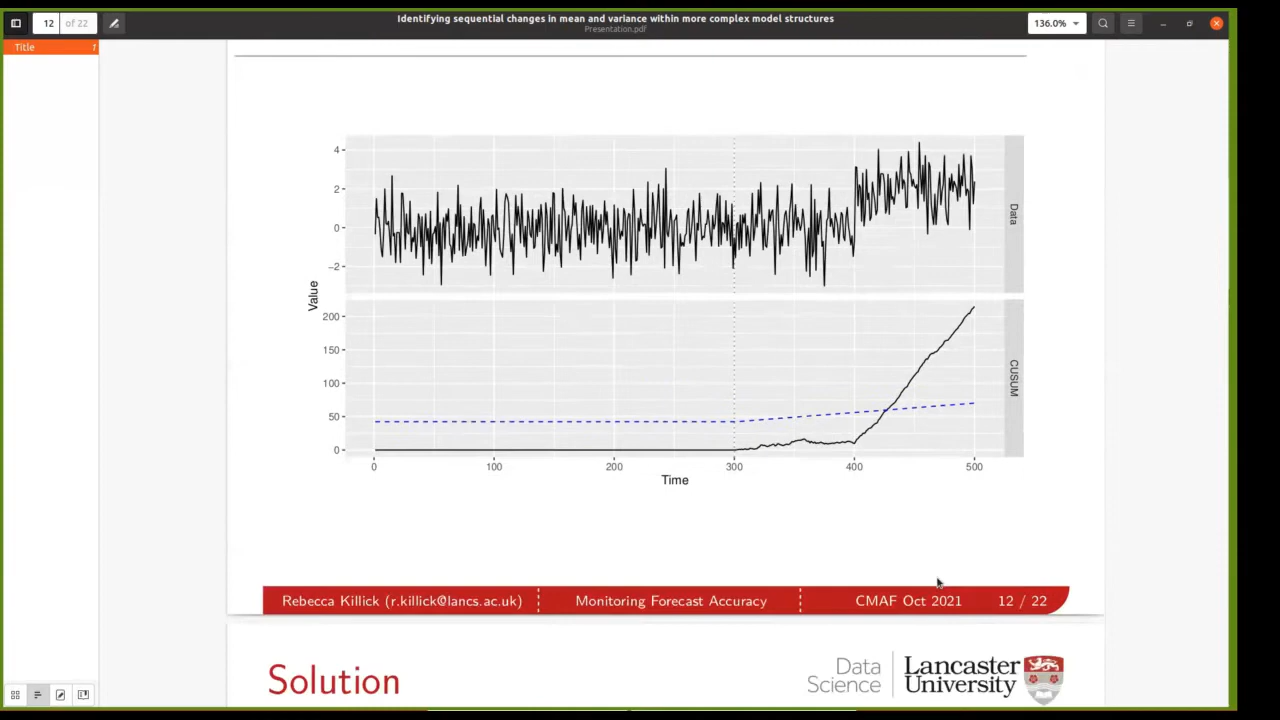 Identifying sequential changes in mean and variance within more complex model structures
Presentation.pdf
12 of 22
136.0%
Title 1
4
2
0
−2
Data
Value
200
150
100
50
0
CUSUM
0 100 200 300 400 500
Time
Rebecca Killick (r.killick@lancs.ac.uk) Monitoring Forecast Accuracy CMAF Oct 2021 12 / 22
Solution
Data Science
Lancaster University